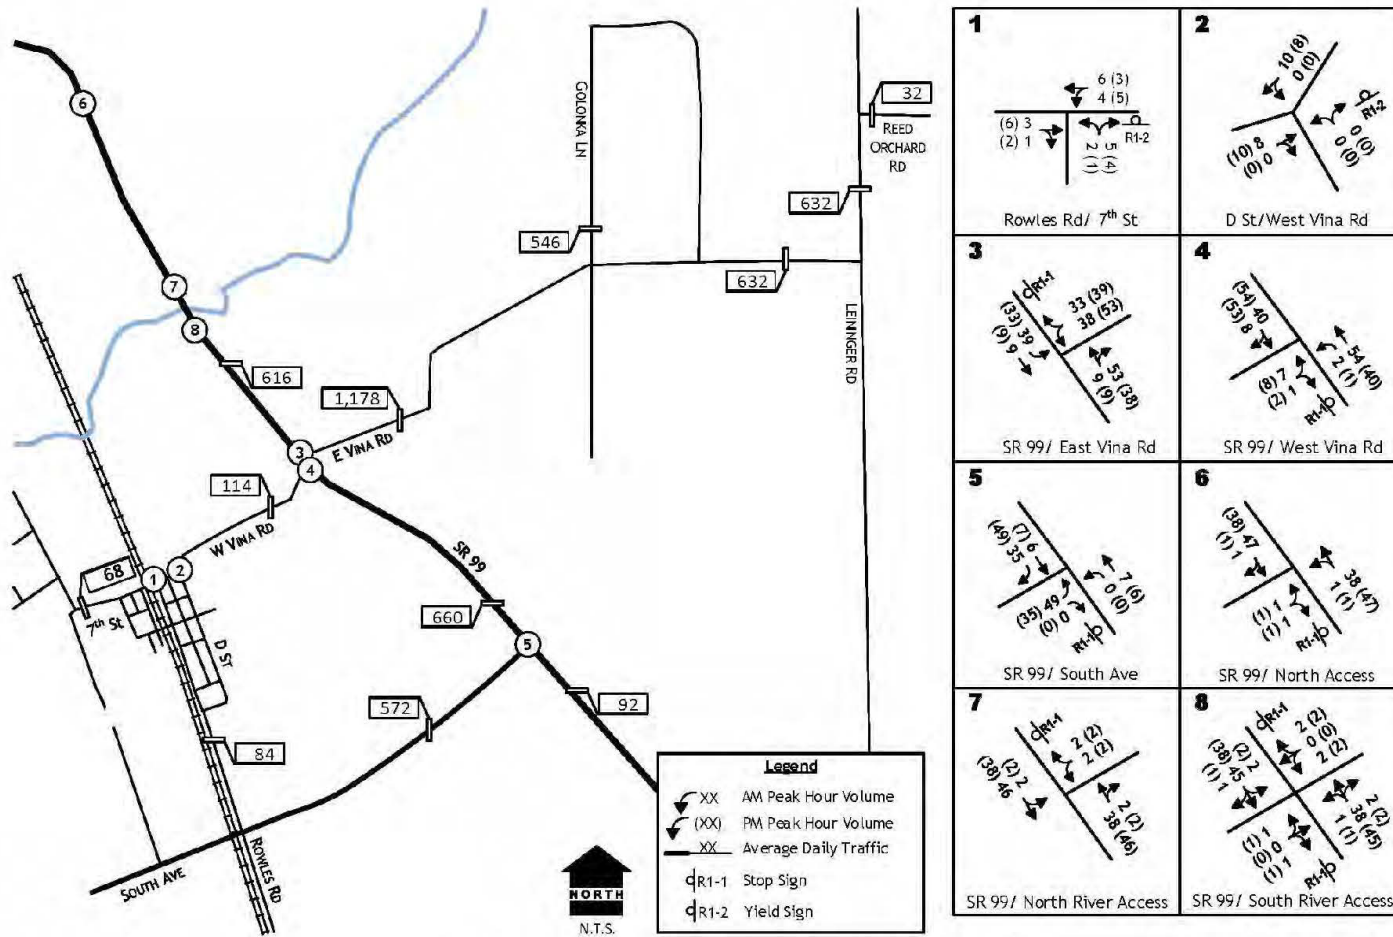 6
7
8
616
GOLONKA LN
546
32
REED
ORCHARD
RD
632
632
LEININGER RD
1,178
3
E VINA RD
4
114
W VINA RD
68
1
2
7th ST
D ST
SR 99
660
5
572
92
84
SOUTH AVE
ROWLES RD
NORTH
N.T.S.
Legend
XX AM Peak Hour Volume
(XX) PM Peak Hour Volume
XX Average Daily Traffic
R1-1 Stop Sign
R1-2 Yield Sign
1
6 (3)
4 (5)
(6) 3
(2) 1
5 (4)
2 (1)
R1-2
Rowles Rd/ 7th St
2
10 (8)
0 (0)
(10) 8
(0) 0
0 (0)
0 (0)
R1-2
D St/West Vina Rd
3
R1-1
33 (39)
38 (53)
(33) 39
(9) 9
53 (38)
9 (9)
SR 99/ East Vina Rd
4
(54) 40
(53) 8
54 (40)
2 (1)
(8) 7
(2) 1
R1-1
SR 99/ West Vina Rd
5
(7) 6
(49) 35
7 (6)
0 (0)
(35) 49
(0) 0
R1-1
SR 99/ South Ave
6
(38) 47
(1) 1
38 (47)
1 (1)
(1) 1
(1) 1
R1-1
SR 99/ North Access
7
R1-1
2 (2)
2 (2)
(2) 2
(38) 46
2 (2)
38 (46)
SR 99/ North River Access
8
R1-1
2 (2)
0 (0)
2 (2)
(2) 2
(38) 45
(1) 1
2 (2)
38 (45)
1 (1)
(1) 1
(0) 0
(1) 1
R1-1
SR 99/ South River Access